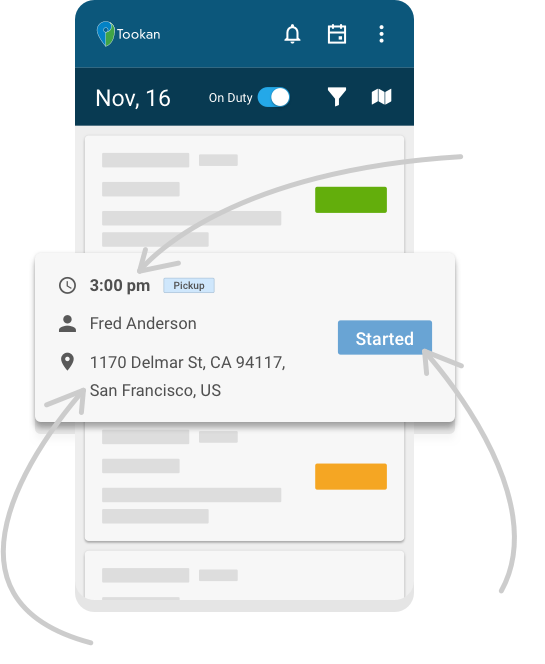 Tookan
Nov, 16 On Duty
3:00 pm Pickup
Fred Anderson
Started
1170 Delmar St, CA 94117,
San Francisco, US